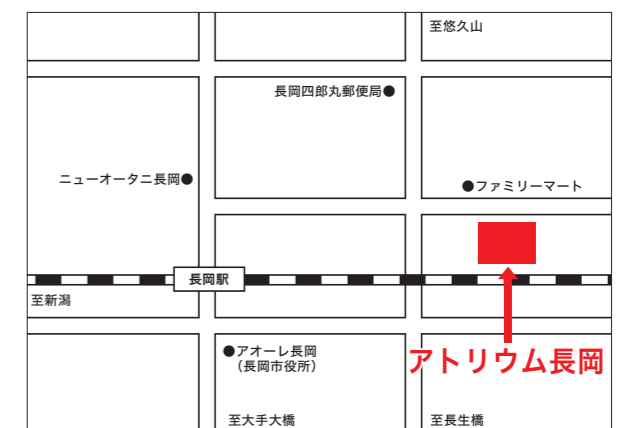 至悠久山
長岡四郎丸郵便局●
ニューオータニ長岡●
●ファミリーマート
長岡駅
至新潟
●アオーレ長岡
（長岡市役所）
アトリウム長岡
至大手大橋
至長生橋